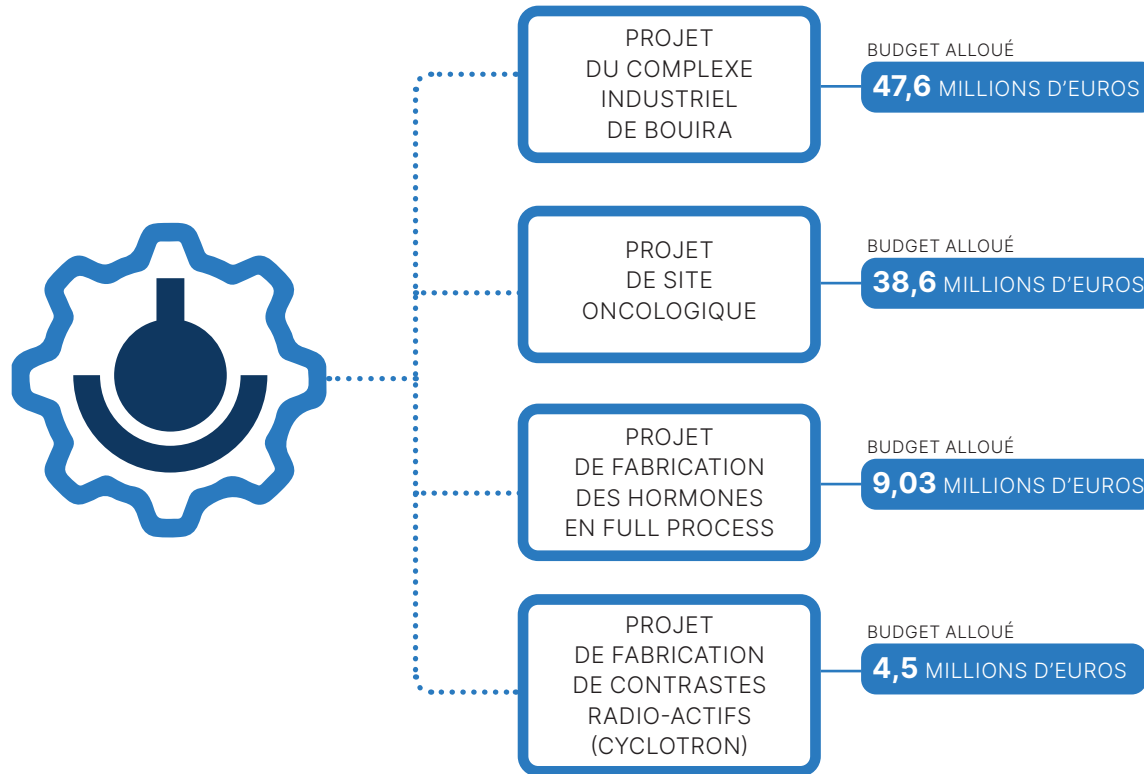 PROJET
DU COMPLEXE
INDUSTRIEL
DE BOUIRA
BUDGET ALLOUÉ
47,6 MILLIONS D'EUROS
PROJET
DE SITE
ONCOLOGIQUE
BUDGET ALLOUÉ
38,6 MILLIONS D'EUROS
PROJET
DE FABRICATION
DES HORMONES
EN FULL PROCESS
BUDGET ALLOUÉ
9,03 MILLIONS D'EUROS
PROJET
DE FABRICATION
DE CONTRASTES
RADIO-ACTIFS
(CYCLOTRON)
BUDGET ALLOUÉ
4,5 MILLIONS D'EUROS